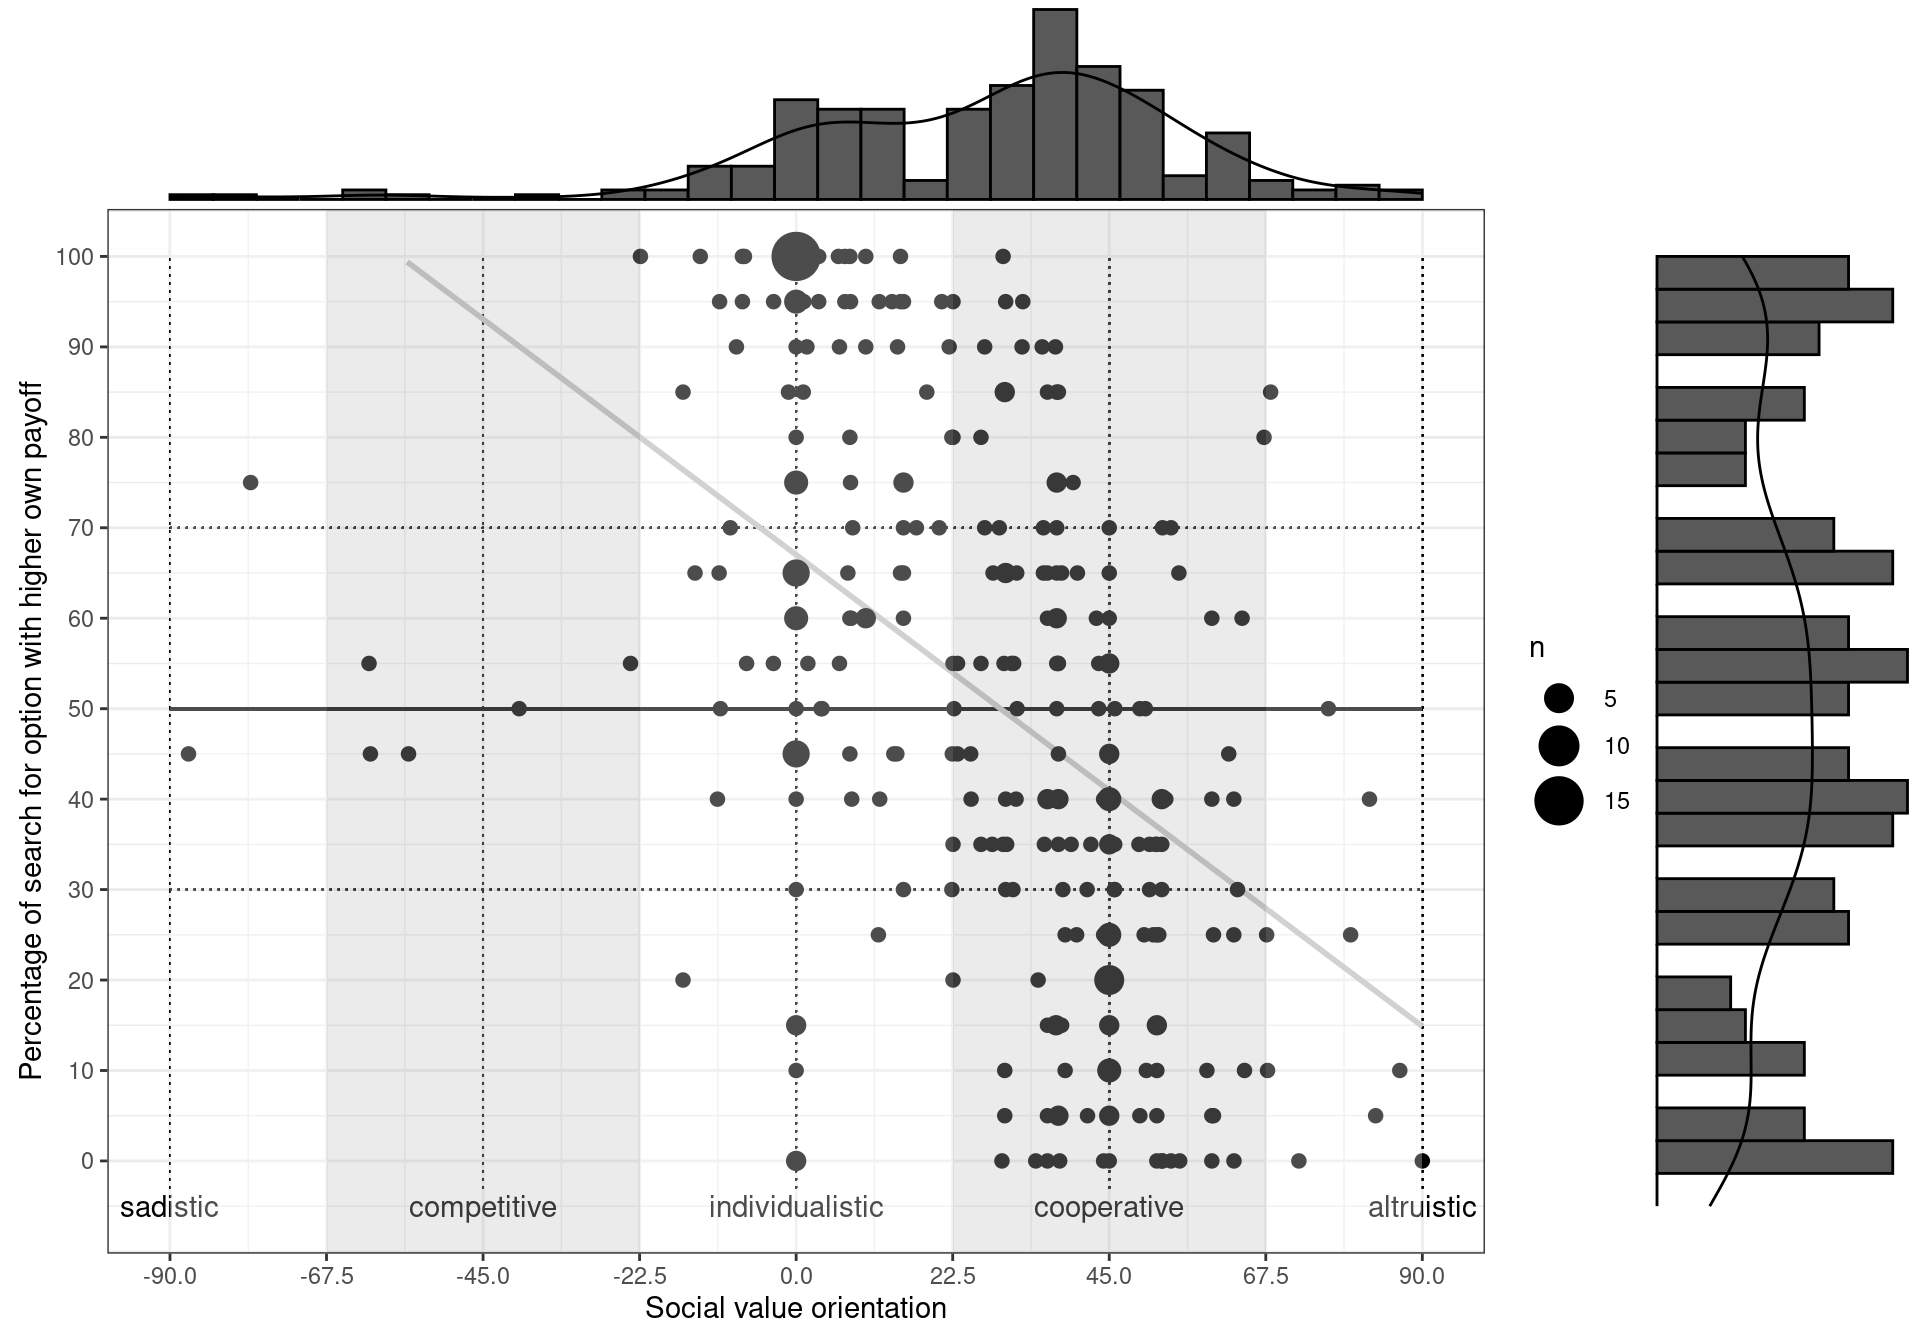 Percentage of search for option with higher own payoff
100
90
80
70
60
50
40
30
20
10
0
sadistic competitive individualistic cooperative altruistic
-90.0 -67.5 -45.0 -22.5 0.0 22.5 45.0 67.5 90.0
Social value orientation
n
5
10
15